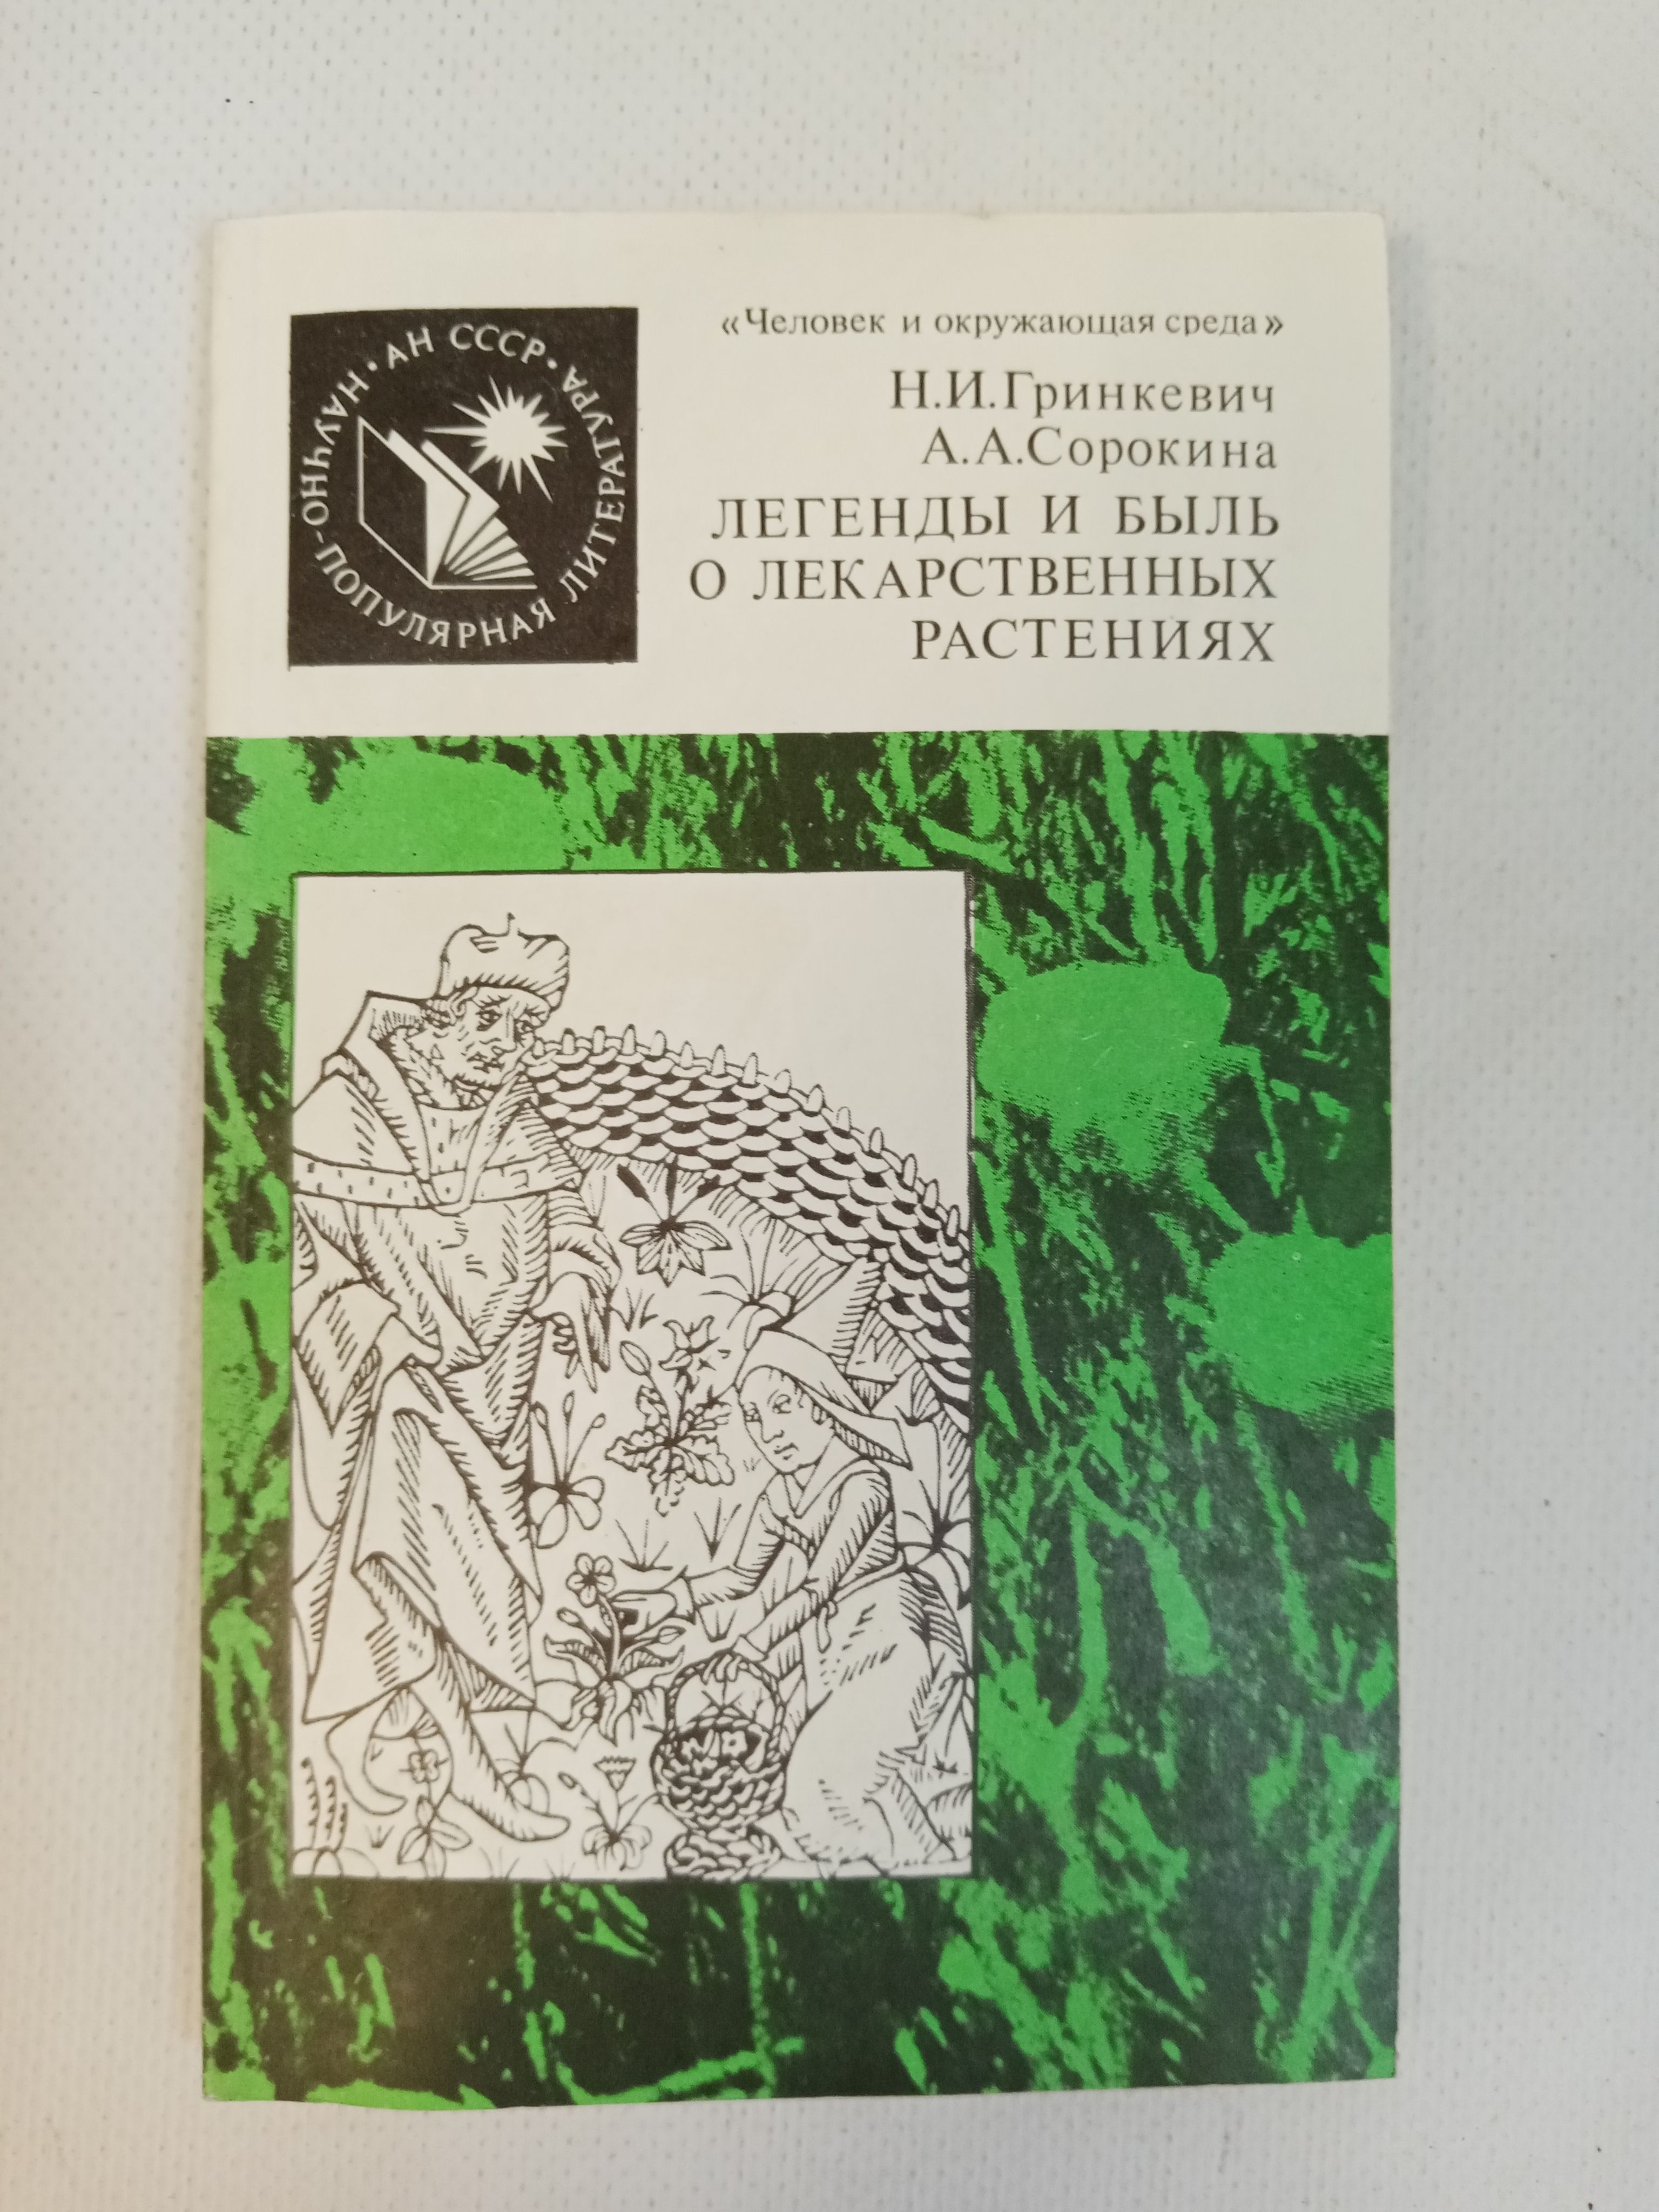 АН СССР • НАУЧНО-ПОПУЛЯРНАЯ ЛИТЕРАТУРА •
«Человек и окружающая среда»
Н.И.Гринкевич
А.А.Сорокина
ЛЕГЕНДЫ И БЫЛЬ
О ЛЕКАРСТВЕННЫХ
РАСТЕНИЯХ